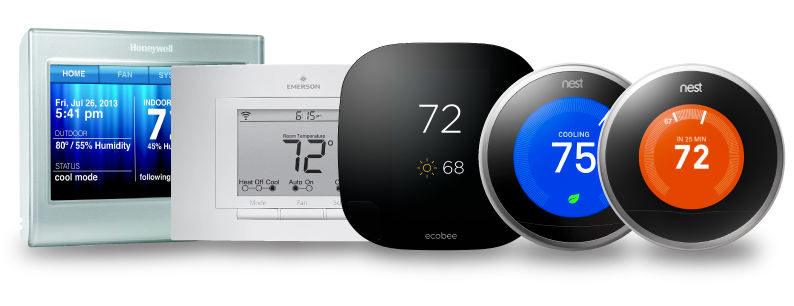 Honeywell
HOME FAN SYS
Fri, Jul 26, 2013
5:41 pm
INDOOR
OUTDOOR
80° / 55% Humidity
45% Hu
STATUS
cool mode
following
EMERSON
6:15 pm
Room Temperature
72°
Heat Off Cool Auto On
Mode Fan
ecobee
72
68
nest
COOLING
75
nest
67
IN 25 MIN
72